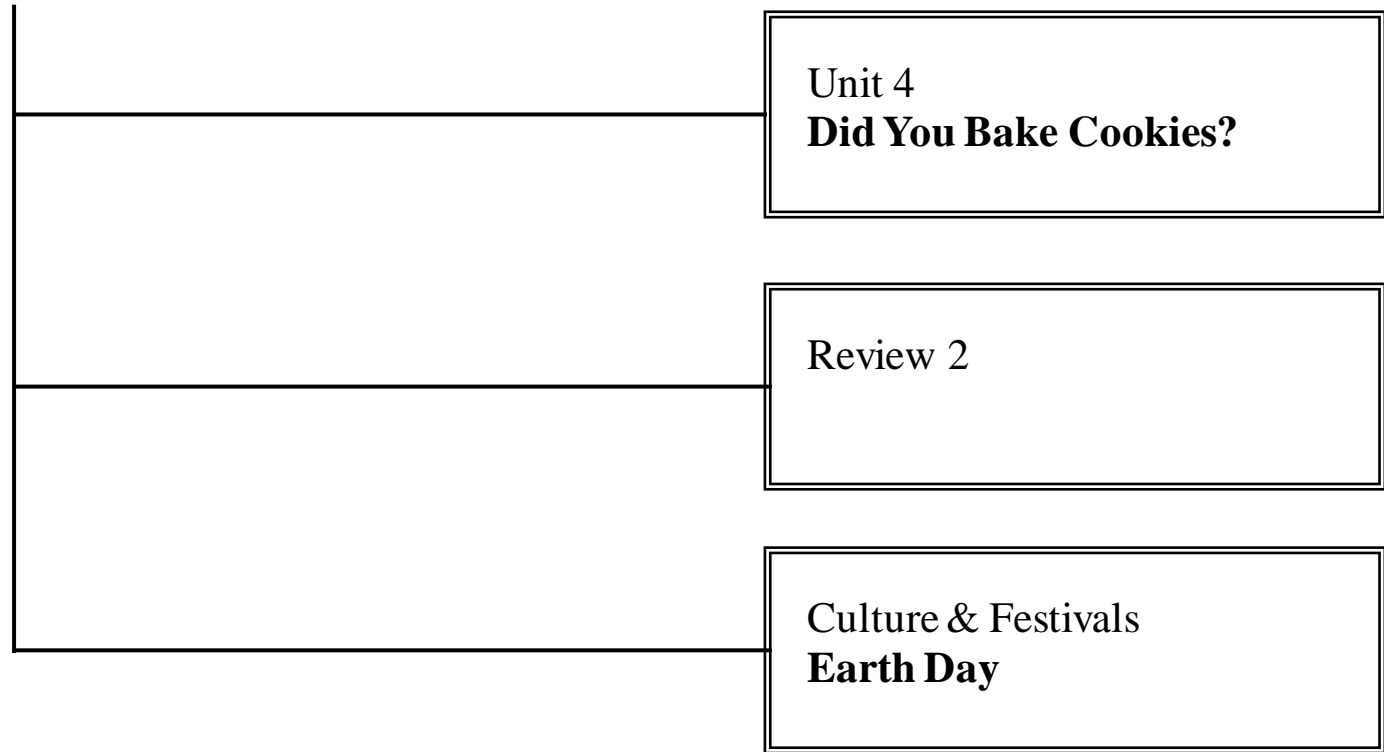 Unit 4
Did You Bake Cookies?
Review 2
Culture & Festivals
Earth Day